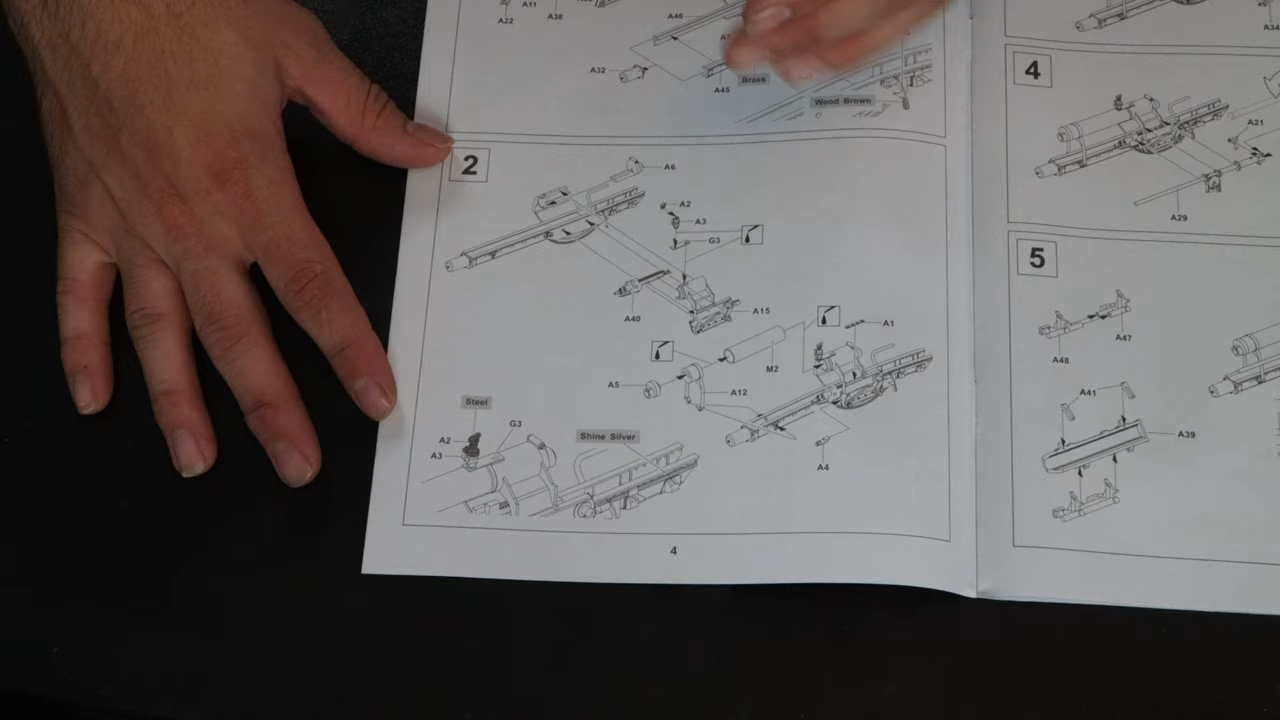 A11
A22
A38
A46
A32
A45
Brass
Wood Brown
2
A6
A2
A3
G3
A40
A15
A1
M2
A5
A12
A4
Steel
G3
A2
A3
Shine Silver
4
4
A21
A29
5
A47
A48
A41
A39